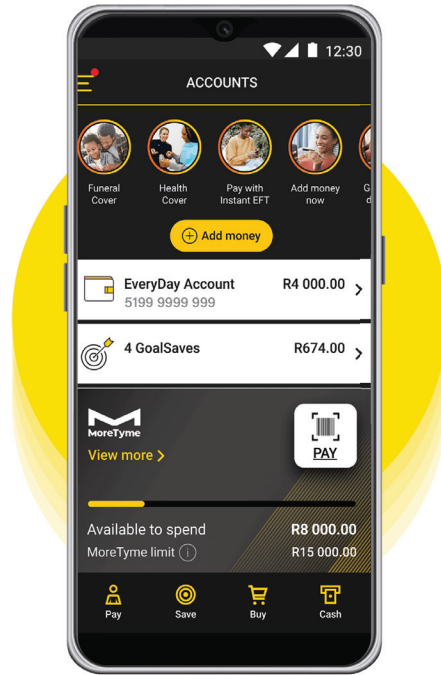 12:30
ACCOUNTS
Funeral
Cover
Health
Cover
Pay with
Instant EFT
Add money
now
Add money
EveryDay Account
R4 000.00
5199 9999 999
4 GoalSaves
R674.00
MoreTyme
View more >
PAY
Available to spend
R8 000.00
MoreTyme limit
R15 000.00
Pay
Save
Buy
Cash